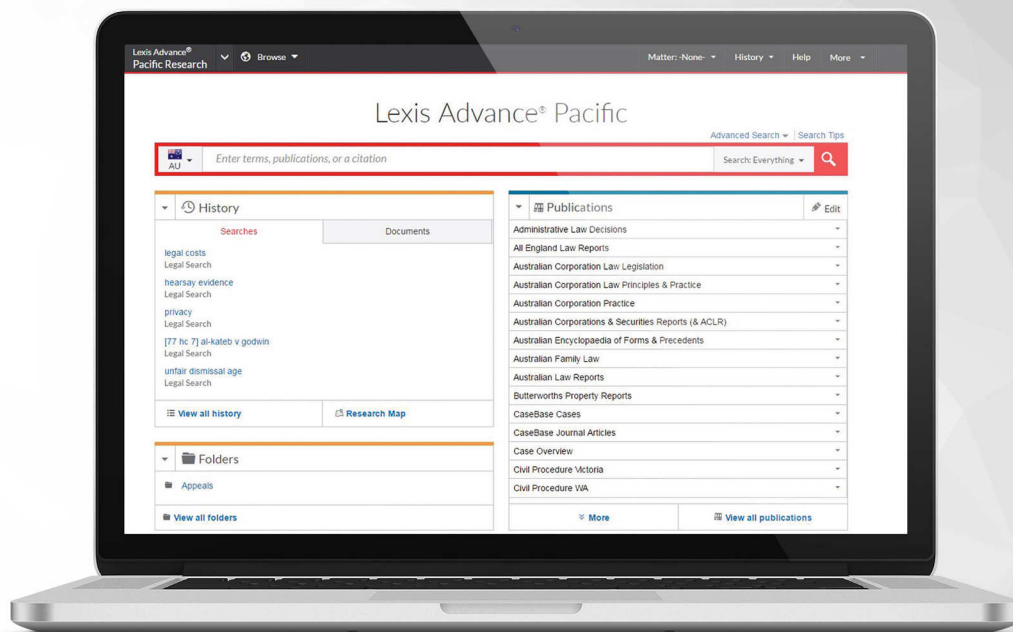 Lexis Advance®
Pacific Research
Browse
Matter: -None-
History
Help
More
Lexis Advance® Pacific
Advanced Search
Search Tips
AU
Enter terms, publications, or a citation
Search: Everything
History
Searches
Documents
legal costs
Legal Search
hearsay evidence
Legal Search
privacy
Legal Search
[77 hc 7] al-kateb v godwin
Legal Search
unfair dismissal age
Legal Search
View all history
Research Map
Folders
Appeals
View all folders
Publications
Edit
Administrative Law Decisions
All England Law Reports
Australian Corporation Law Legislation
Australian Corporation Law Principles & Practice
Australian Corporation Practice
Australian Corporations & Securities Reports (& ACLR)
Australian Encyclopaedia of Forms & Precedents
Australian Family Law
Australian Law Reports
Butterworths Property Reports
CaseBase Cases
CaseBase Journal Articles
Case Overview
Civil Procedure Victoria
Civil Procedure WA
More
View all publications